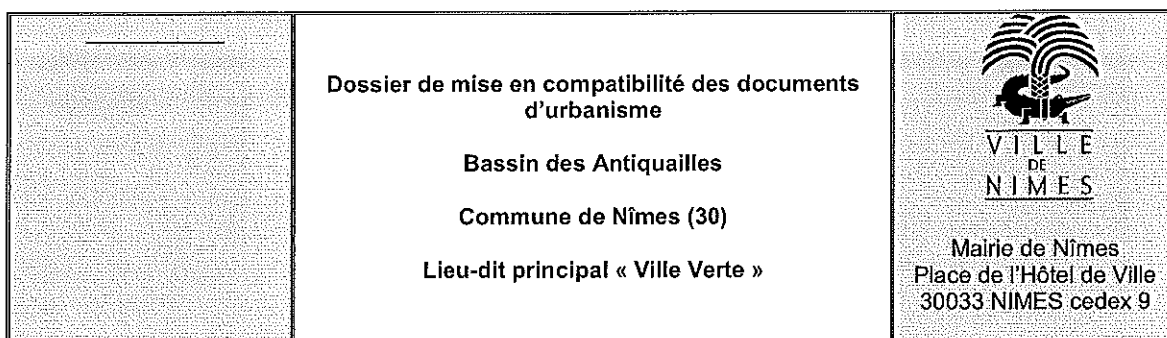 Dossier de mise en compatibilité des documents
d'urbanisme
Bassin des Antiquailles
Commune de Nîmes (30)
Lieu-dit principal « Ville Verte »
VILLE
DE
NIMES
Mairie de Nîmes
Place de l'Hôtel de Ville
30033 NIMES cedex 9